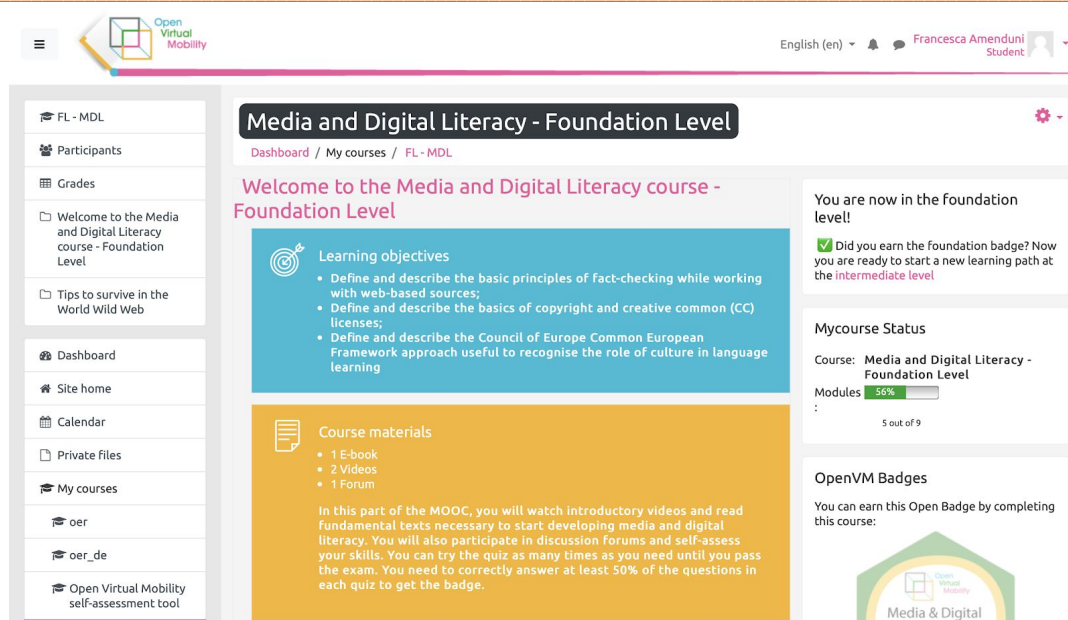 Open
Virtual
Mobility
English (en)
Francesca Amenduni
Student
FL - MDL
Participants
Grades
Welcome to the Media
and Digital Literacy
course - Foundation
Level
Tips to survive in the
World Wild Web
Dashboard
Site home
Calendar
Private files
My courses
oer
oer_de
Open Virtual Mobility
self-assessment tool
Media and Digital Literacy - Foundation Level
Dashboard / My courses / FL - MDL
Welcome to the Media and Digital Literacy course -
Foundation Level
Learning objectives
• Define and describe the basic principles of fact-checking while working
with web-based sources;
• Define and describe the basics of copyright and creative common (CC)
licenses;
• Define and describe the Council of Europe Common European
Framework approach useful to recognise the role of culture in language
learning
Course materials
• 1 E-book
• 2 Videos
• 1 Forum
In this part of the MOOC, you will watch introductory videos and read
fundamental texts necessary to start developing media and digital
literacy. You will also participate in discussion forums and self-assess
your skills. You can try the quiz as many times as you need until you pass
the exam. You need to correctly answer at least 50% of the questions in
each quiz to get the badge.
You are now in the foundation
level!
✅ Did you earn the foundation badge? Now
you are ready to start a new learning path at
the intermediate level
Mycourse Status
Course: Media and Digital Literacy -
Foundation Level
Modules 56%
:
5 out of 9
OpenVM Badges
You can earn this Open Badge by completing
this course:
Open
Virtual
Mobility
Media & Digital